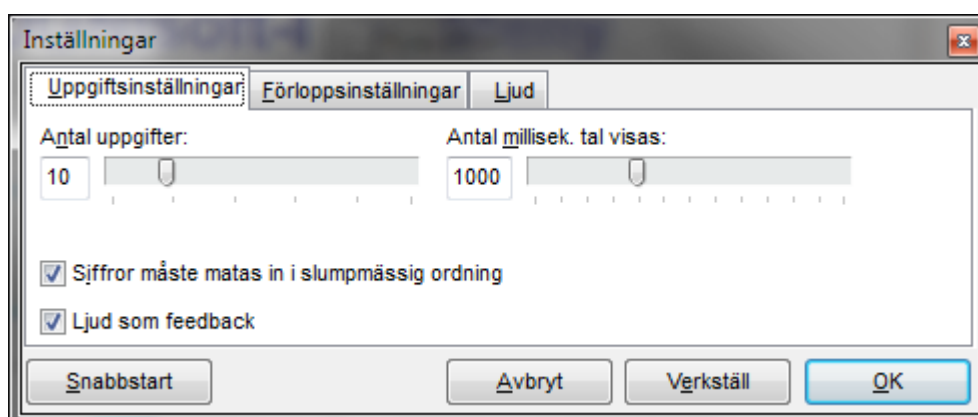 Inställningar
Uppgiftsinställningar Förloppsinställningar Ljud
Antal uppgifter: Antal millisek. tal visas:
10 1000
Siffror måste matas in i slumpmässig ordning
Ljud som feedback
Snabbstart Avbryt Verkställ OK